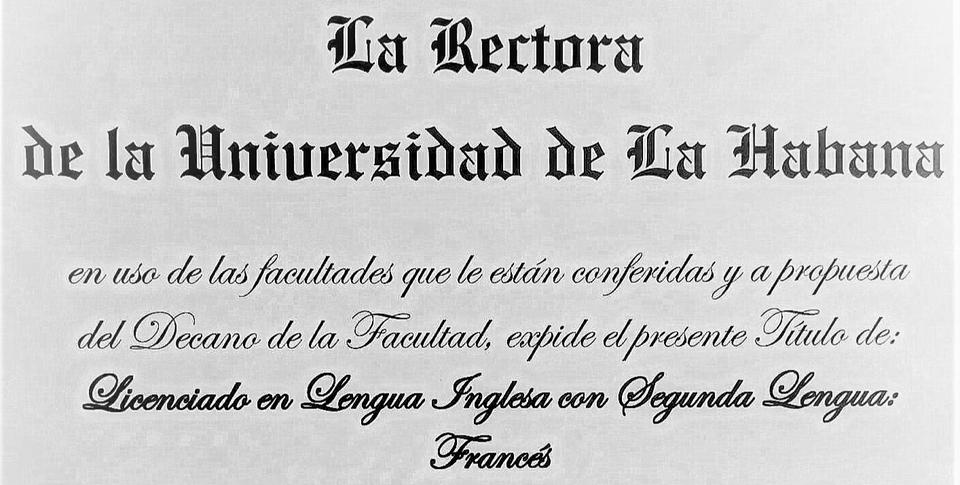 La Rectora
de la Universidad de La Habana
en uso de las facultades que le están conferidas y a propuesta
del Decano de la Facultad, expide el presente Título de:
Licenciado en Lengua Inglesa con Segunda Lengua:
Francés